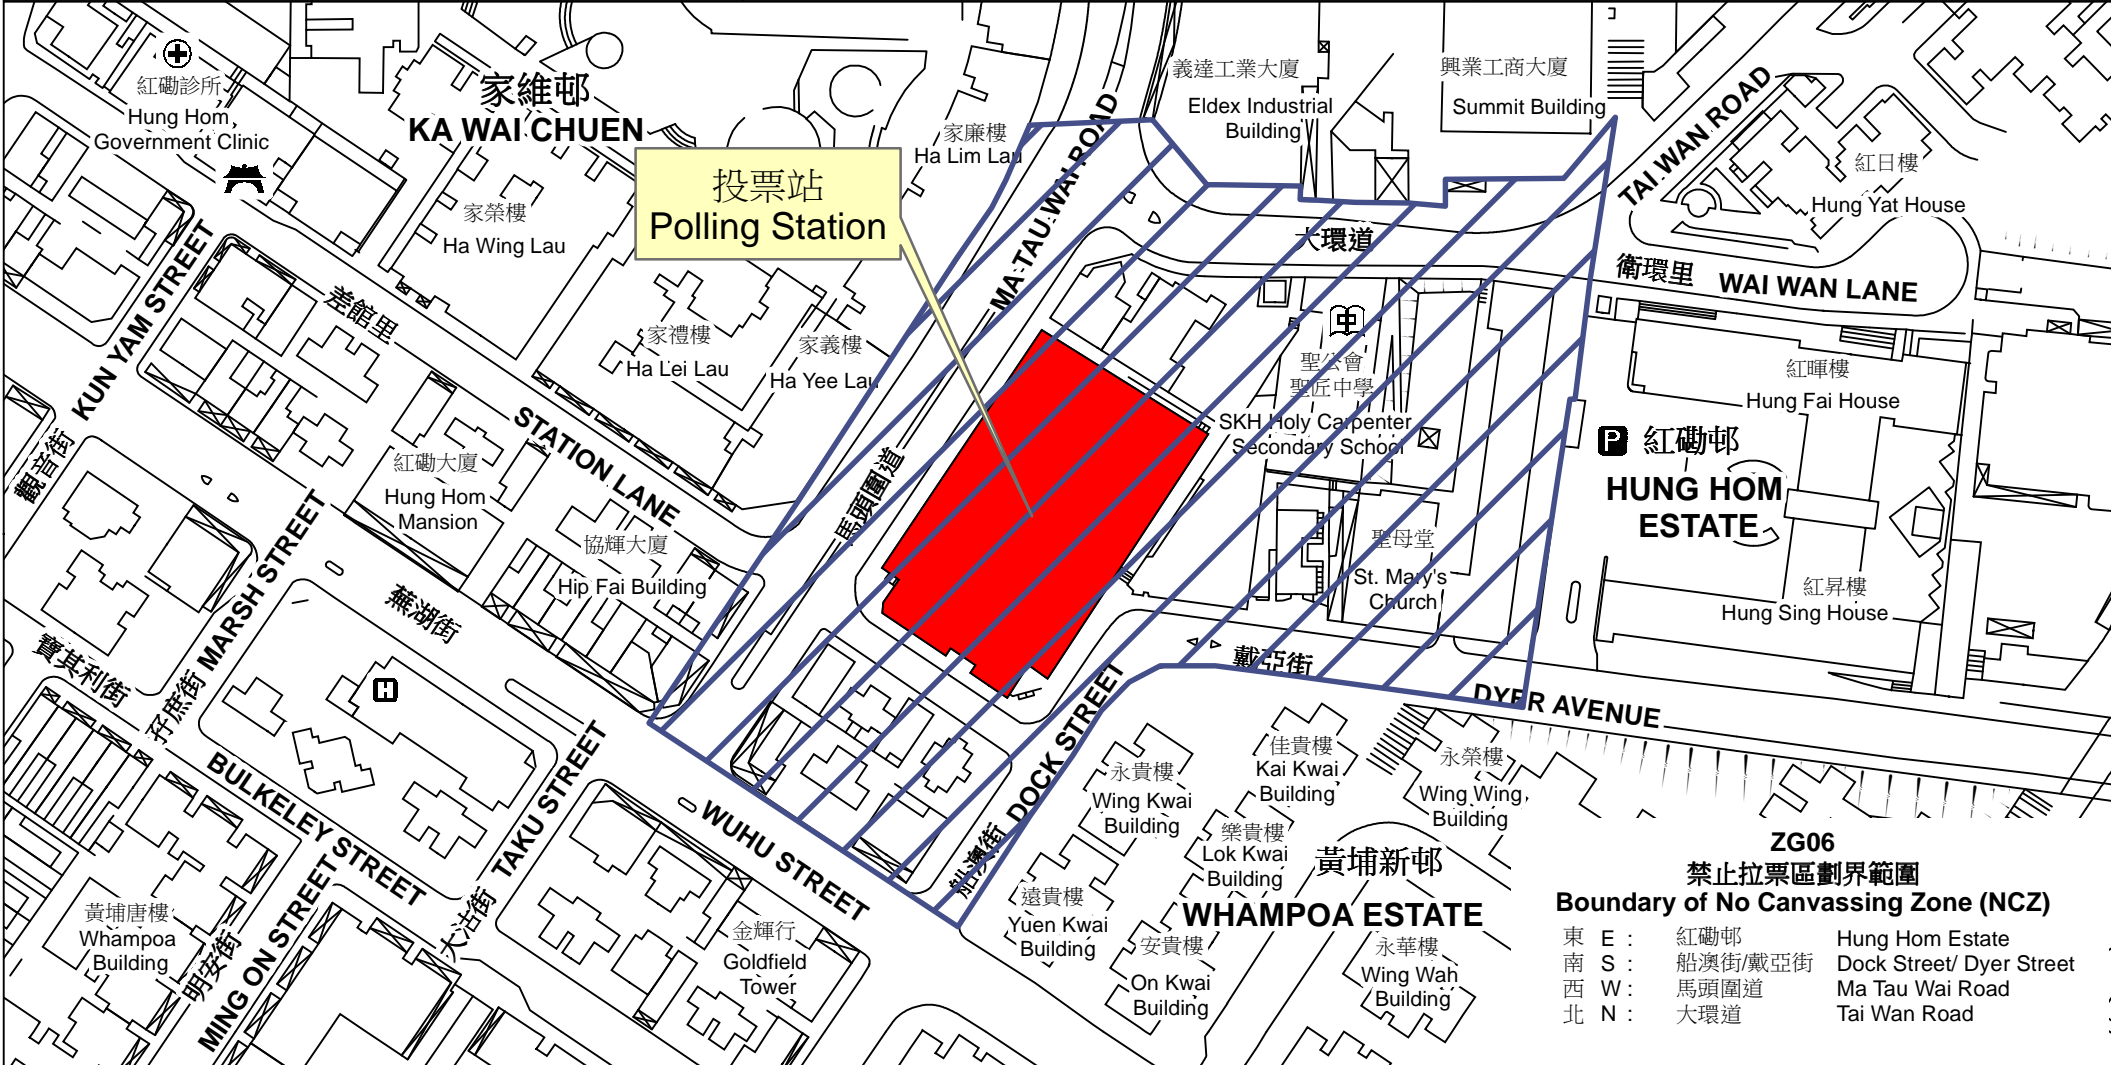 紅磡診所
Hung Hom
Government Clinic
家維邨
KA WAI CHUEN
家榮樓
Ha Wing Lau
家廉樓
Ha Lim Lau
義達工業大廈
Eldex Industrial
Building
興業工商大廈
Summit Building
TAI WAN ROAD
紅日樓
Hung Yat House
投票站
Polling Station
MA TAU WAI ROAD
馬頭圍道
大環道
衛環里 WAI WAN LANE
KUN YAM STREET
觀音街
差館里
STATION LANE
家禮樓
Ha Lei Lau
家義樓
Ha Yee Lau
中
聖公會
聖匠中學
SKH Holy Carpenter
Secondary School
紅暉樓
Hung Fai House
P 紅磡邨
HUNG HOM
ESTATE
紅磡大廈
Hung Hom
Mansion
協輝大廈
Hip Fai Building
聖母堂
St. Mary's
Church
紅昇樓
Hung Sing House
孖庶街 MARSH STREET
蕪湖街
WUHU STREET
寶其利街
BULKELEY STREET
H
戴亞街
DYER AVENUE
大沽街 TAKU STREET
船澳街 DOCK STREET
永貴樓
Wing Kwai
Building
佳貴樓
Kai Kwai
Building
永榮樓
Wing Wing
Building
樂貴樓
Lok Kwai
Building
黃埔新邨
WHAMPOA ESTATE
遠貴樓
Yuen Kwai
Building
安貴樓
On Kwai
Building
永華樓
Wing Wah
Building
黃埔唐樓
Whampoa
Building
明安街
MING ON STREET
金輝行
Goldfield
Tower
ZG06
禁止拉票區劃界範圍
Boundary of No Canvassing Zone (NCZ)
東 E : 紅磡邨 Hung Hom Estate
南 S : 船澳街/戴亞街 Dock Street/ Dyer Street
西 W : 馬頭圍道 Ma Tau Wai Road
北 N : 大環道 Tai Wan Road